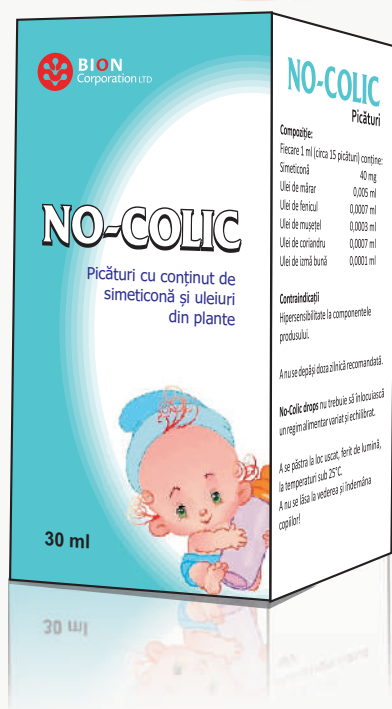 BION
Corporation LTD
NO-COLIC
Picături cu conținut de
simeticonă și uleiuri
din plante
30 ml
NO-COLIC
Picături
Compoziție:
Fiecare 1 ml (circa 15 picături) conține:
Simeticonă 40 mg
Ulei de mărar 0,005 ml
Ulei de fenicul 0,0007 ml
Ulei de mușețel 0,0003 ml
Ulei de coriandru 0,0007 ml
Ulei de izmă bună 0,0001 ml
Contraindicații
Hipersensibilitate la componentele
produsului.
A nu se depăși doza zilnică recomandată.
No-Colic drops nu trebuie să înlocuiască
un regim alimentar variat și echilibrat.
A se păstra la loc uscat, ferit de lumină,
la temperaturi sub 25°C.
A nu se lăsa la vederea și îndemâna
copiilor!
30 ml